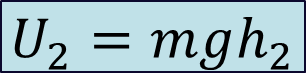 U₂ = mgh₂